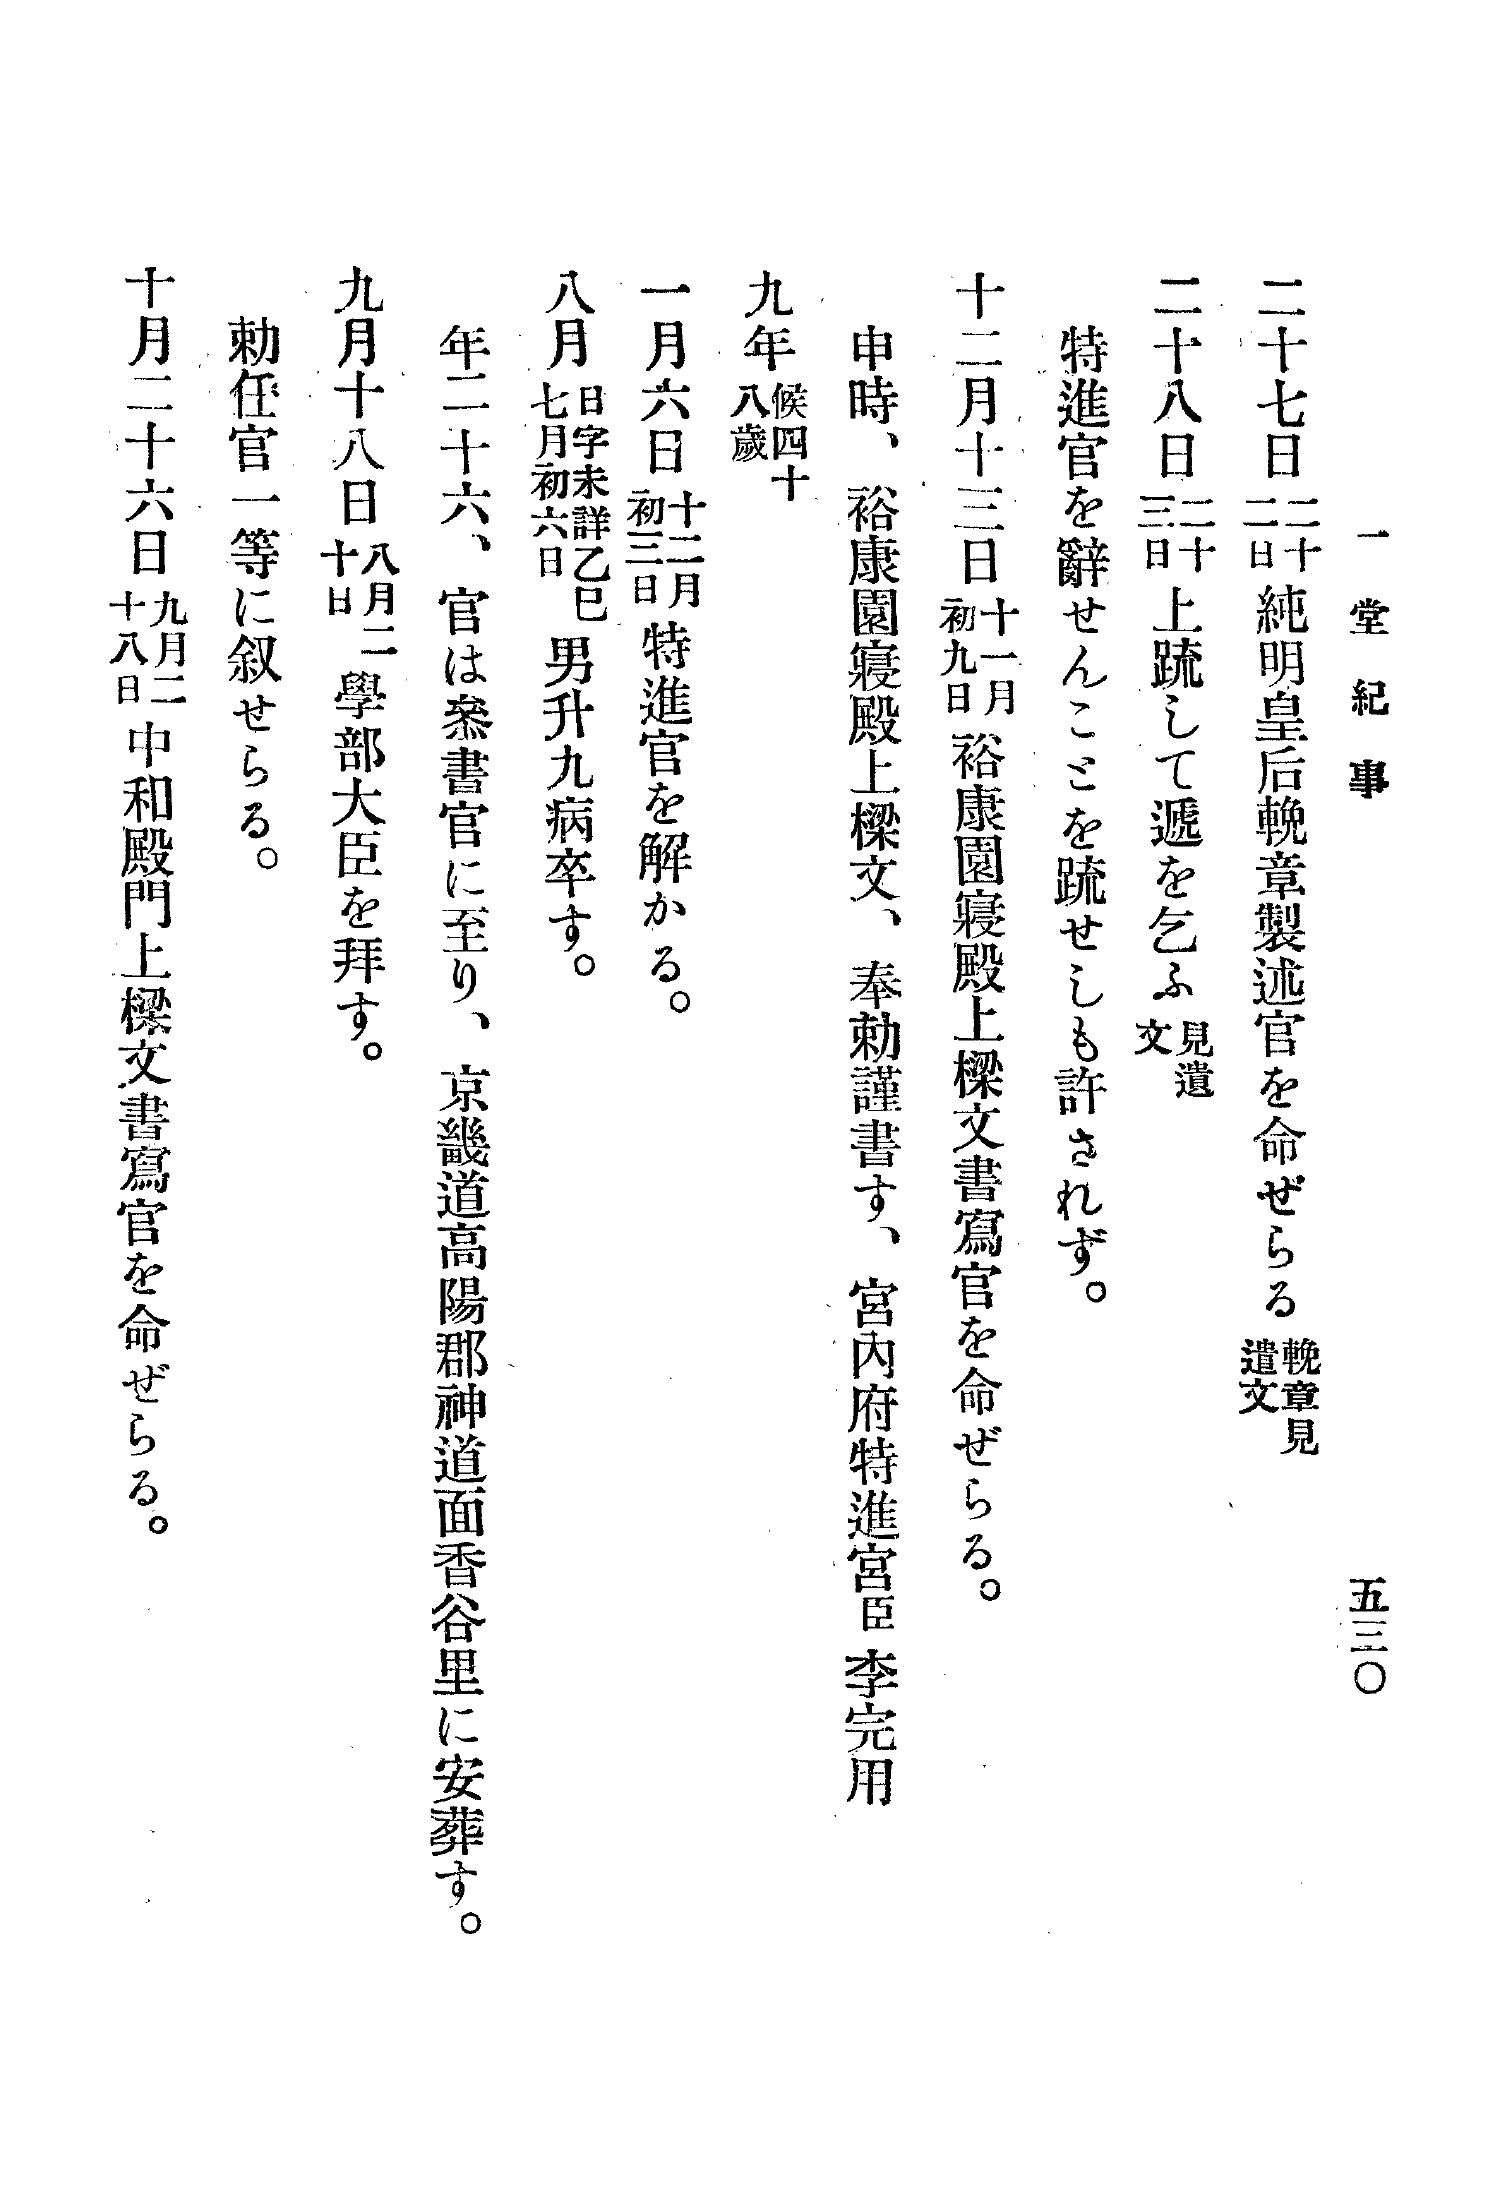 一堂紀事　五三〇
二十七日二十二日純明皇后輓章製述官を命ぜらる輓章見遺文
二十八日二十三日上䟽して遞を乞ふ見遺文
特進官を辭せんことを䟽せしも許されず。
十二月十三日十一月初九日裕康園寢殿上樑文書寫官を命ぜらる。
申時、裕康園寢殿上樑文、奉勅謹書す、宮內府特進宮臣李完用
九年候四十八歲
一月六日十二月初三日特進官を解かる。
八月日字未詳乙巳七月初六日男升九病卒す。
年二十六、官は叅書官に至り、京畿道高陽郡神道面香谷里に安葬す。
九月十八日八月二十日學部大臣を拜す。
勅任官一等に叙せらる。
十月二十六日九月二十八日中和殿門上樑文書寫官を命ぜらる。